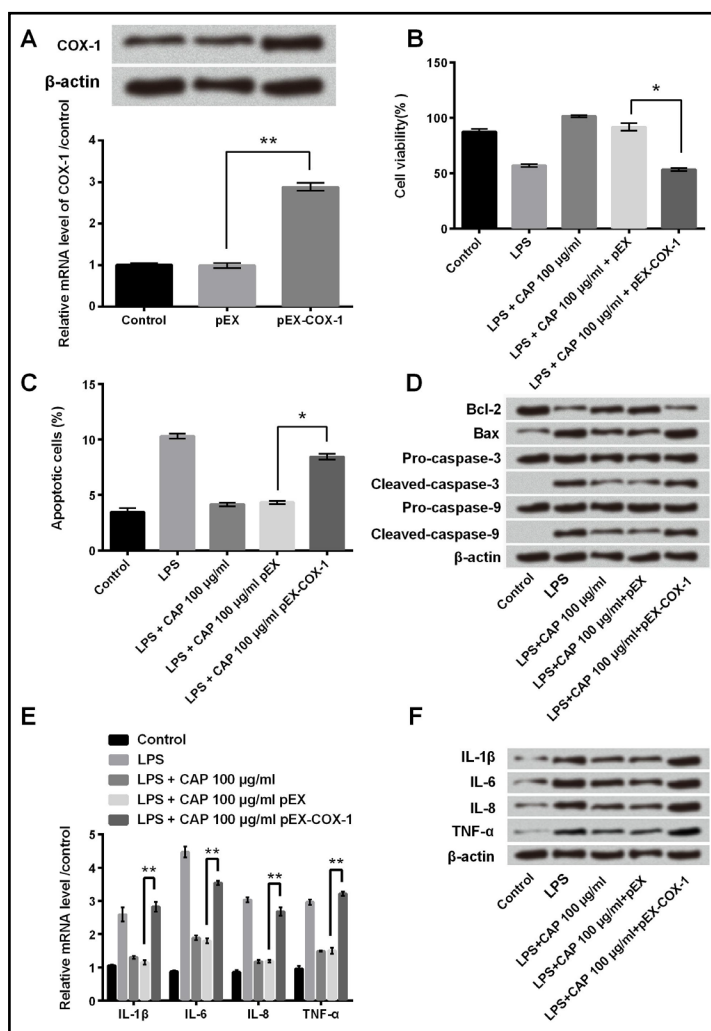 A
COX-1
β-actin
Relative mRNA level of COX-1 /control
4
3
2
1
0
**
Control
pEX
pEX-COX-1
B
Cell viability(%)
150
100
50
0
*
Control
LPS
LPS + CAP 100 μg/ml
LPS + CAP 100 μg/ml + pEX
LPS + CAP 100 μg/ml + pEX-COX-1
C
Apoptotic cells (%)
15
10
5
0
*
Control
LPS
LPS + CAP 100 μg/ml
LPS + CAP 100 μg/ml pEX
LPS + CAP 100 μg/ml pEX-COX-1
D
Bcl-2
Bax
Pro-caspase-3
Cleaved-caspase-3
Pro-caspase-9
Cleaved-caspase-9
β-actin
Control
LPS
LPS+CAP 100 μg/ml
LPS+CAP 100 μg/ml+pEX
LPS+CAP 100 μg/ml+pEX-COX-1
E
Control
LPS
LPS + CAP 100 μg/ml
LPS + CAP 100 μg/ml pEX
LPS + CAP 100 μg/ml pEX-COX-1
Relative mRNA level /control
5
4
3
2
1
0
**
**
**
**
IL-1β
IL-6
IL-8
TNF-α
F
IL-1β
IL-6
IL-8
TNF-α
β-actin
Control
LPS
LPS+CAP 100 μg/ml
LPS+CAP 100 μg/ml+pEX
LPS+CAP 100 μg/ml+pEX-COX-1